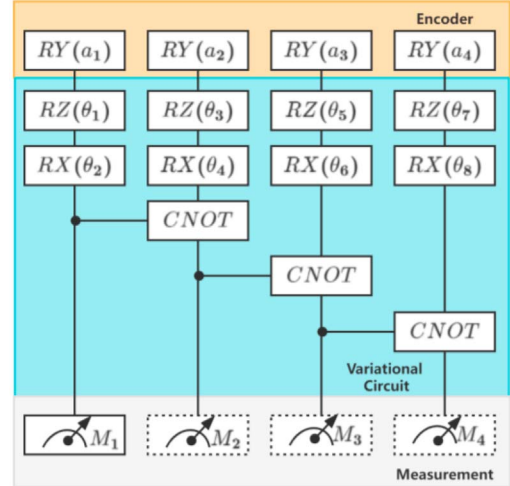 Encoder
RY(a₁) RY(a₂) RY(a₃) RY(a₄)
RZ(θ₁) RZ(θ₃) RZ(θ₅) RZ(θ₇)
RX(θ₂) RX(θ₄) RX(θ₆) RX(θ₈)
CNOT
CNOT
CNOT
Variational
Circuit
M₁ M₂ M₃ M₄
Measurement